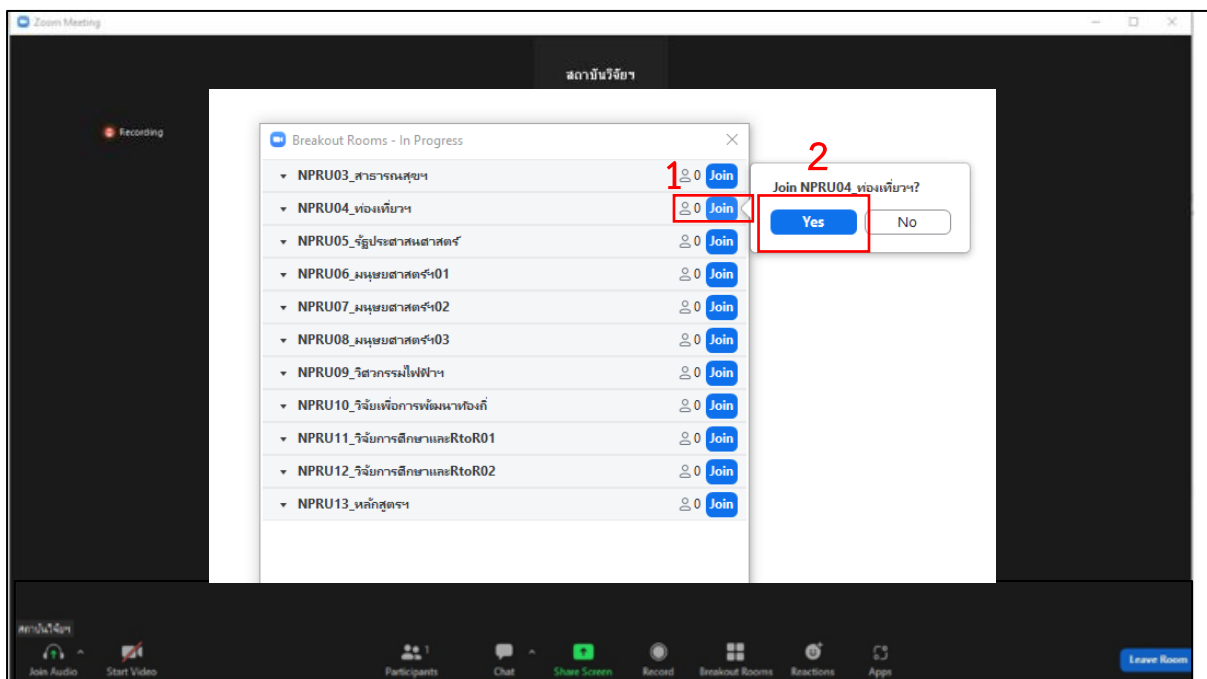 Zoom Meeting
สถาบันวิจัยฯ
Recording
Breakout Rooms - In Progress
1
2
NPRU03_สาธารณสุขฯ 0 Join
Join NPRU04_ท่องเที่ยวฯ?
NPRU04_ท่องเที่ยวฯ 0 Join
Yes No
NPRU05_รัฐประศาสนศาสตร์ 0 Join
NPRU06_มนุษยศาสตร์ฯ01 0 Join
NPRU07_มนุษยศาสตร์ฯ02 0 Join
NPRU08_มนุษยศาสตร์ฯ03 0 Join
NPRU09_วิศวกรรมไฟฟ้าฯ 0 Join
NPRU10_วิจัยเพื่อการพัฒนาท้องถิ่ 0 Join
NPRU11_วิจัยการศึกษาและRtoR01 0 Join
NPRU12_วิจัยการศึกษาและRtoR02 0 Join
NPRU13_หลักสูตรฯ 0 Join
สถาบันวิจัยฯ
1
Join Audio Start Video Participants Chat Share Screen Record Breakout Rooms Reactions Apps Leave Room